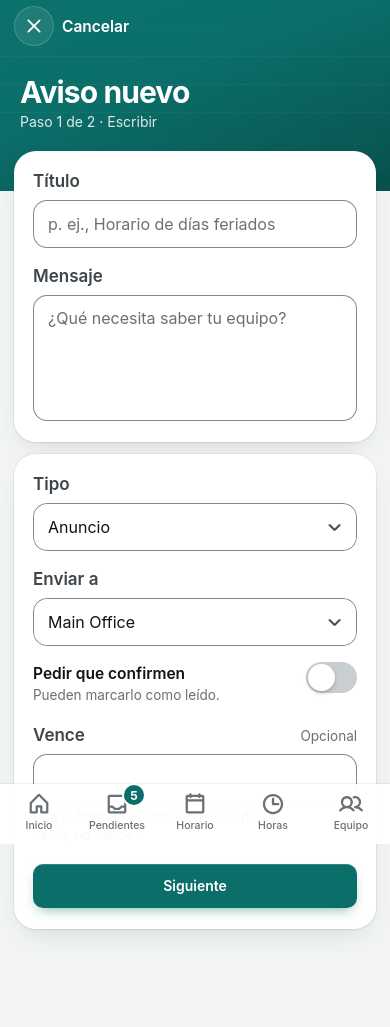 Cancelar
Aviso nuevo
Paso 1 de 2 · Escribir
Título
p. ej., Horario de días feriados
Mensaje
¿Qué necesita saber tu equipo?
Tipo
Anuncio
Enviar a
Main Office
Pedir que confirmen
Pueden marcarlo como leído.
Vence Opcional
5
Inicio Pendientes Horario Horas Equipo
Siguiente